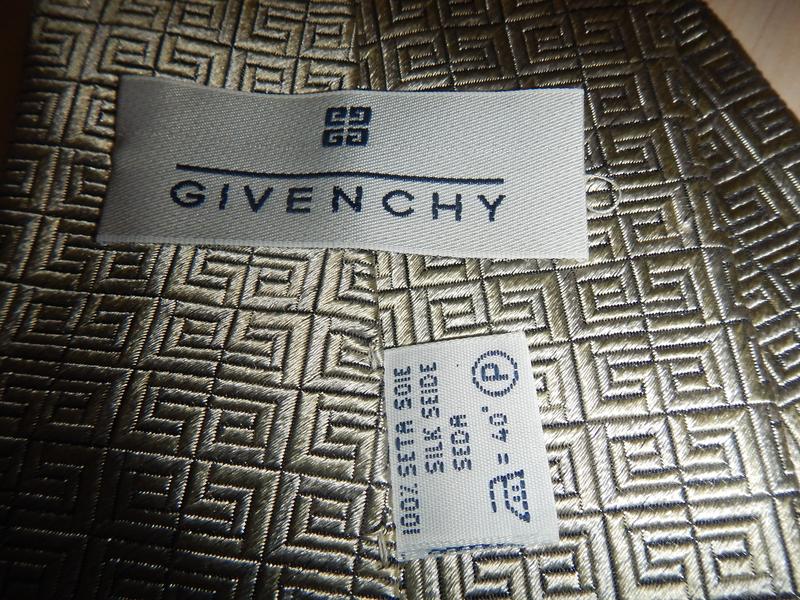 GIVENCHY
100% SETA SOIE
SILK SEIDE
SEDA
= 40°
P